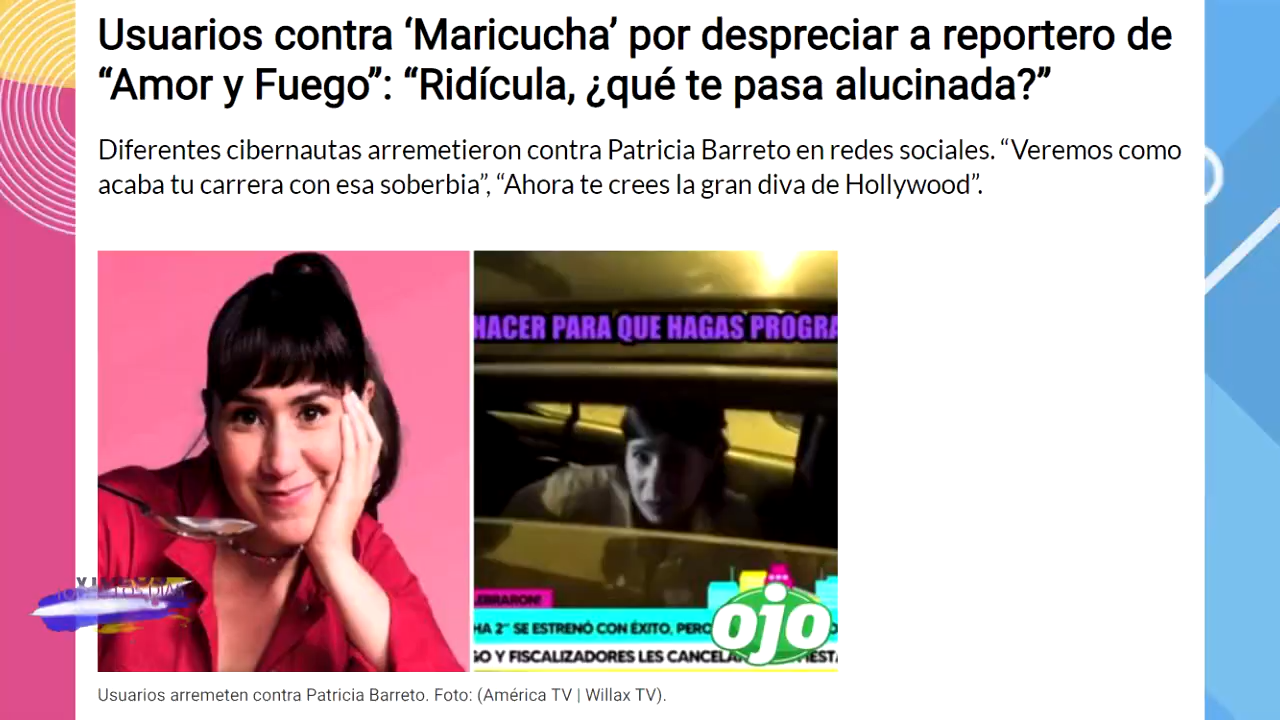 Usuarios contra ‘Maricucha’ por despreciar a reportero de
“Amor y Fuego”: “Ridícula, ¿qué te pasa alucinada?”
Diferentes cibernautas arremetieron contra Patricia Barreto en redes sociales. “Veremos como
acaba tu carrera con esa soberbia”, “Ahora te crees la gran diva de Hollywood”.
HACER PARA QUE HAGAS PROGRA
HA 2" SE ESTRENÓ CON ÉXITO, PERO
GO Y FISCALIZADORES LES CANCELA
ojo
Usuarios arremeten contra Patricia Barreto. Foto: (América TV | Willax TV).